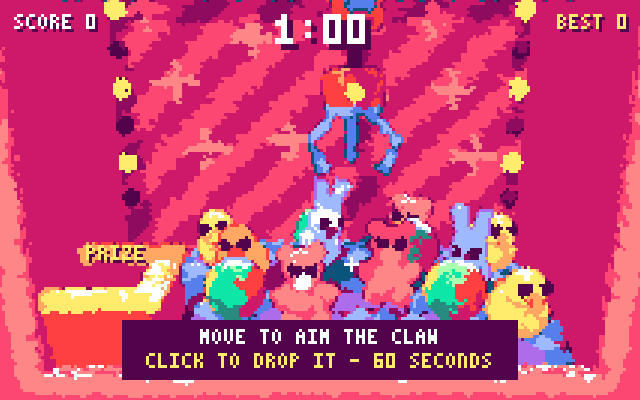 SCORE 0
1:00
BEST 0
PRIZE
MOVE TO AIM THE CLAW
CLICK TO DROP IT - 60 SECONDS